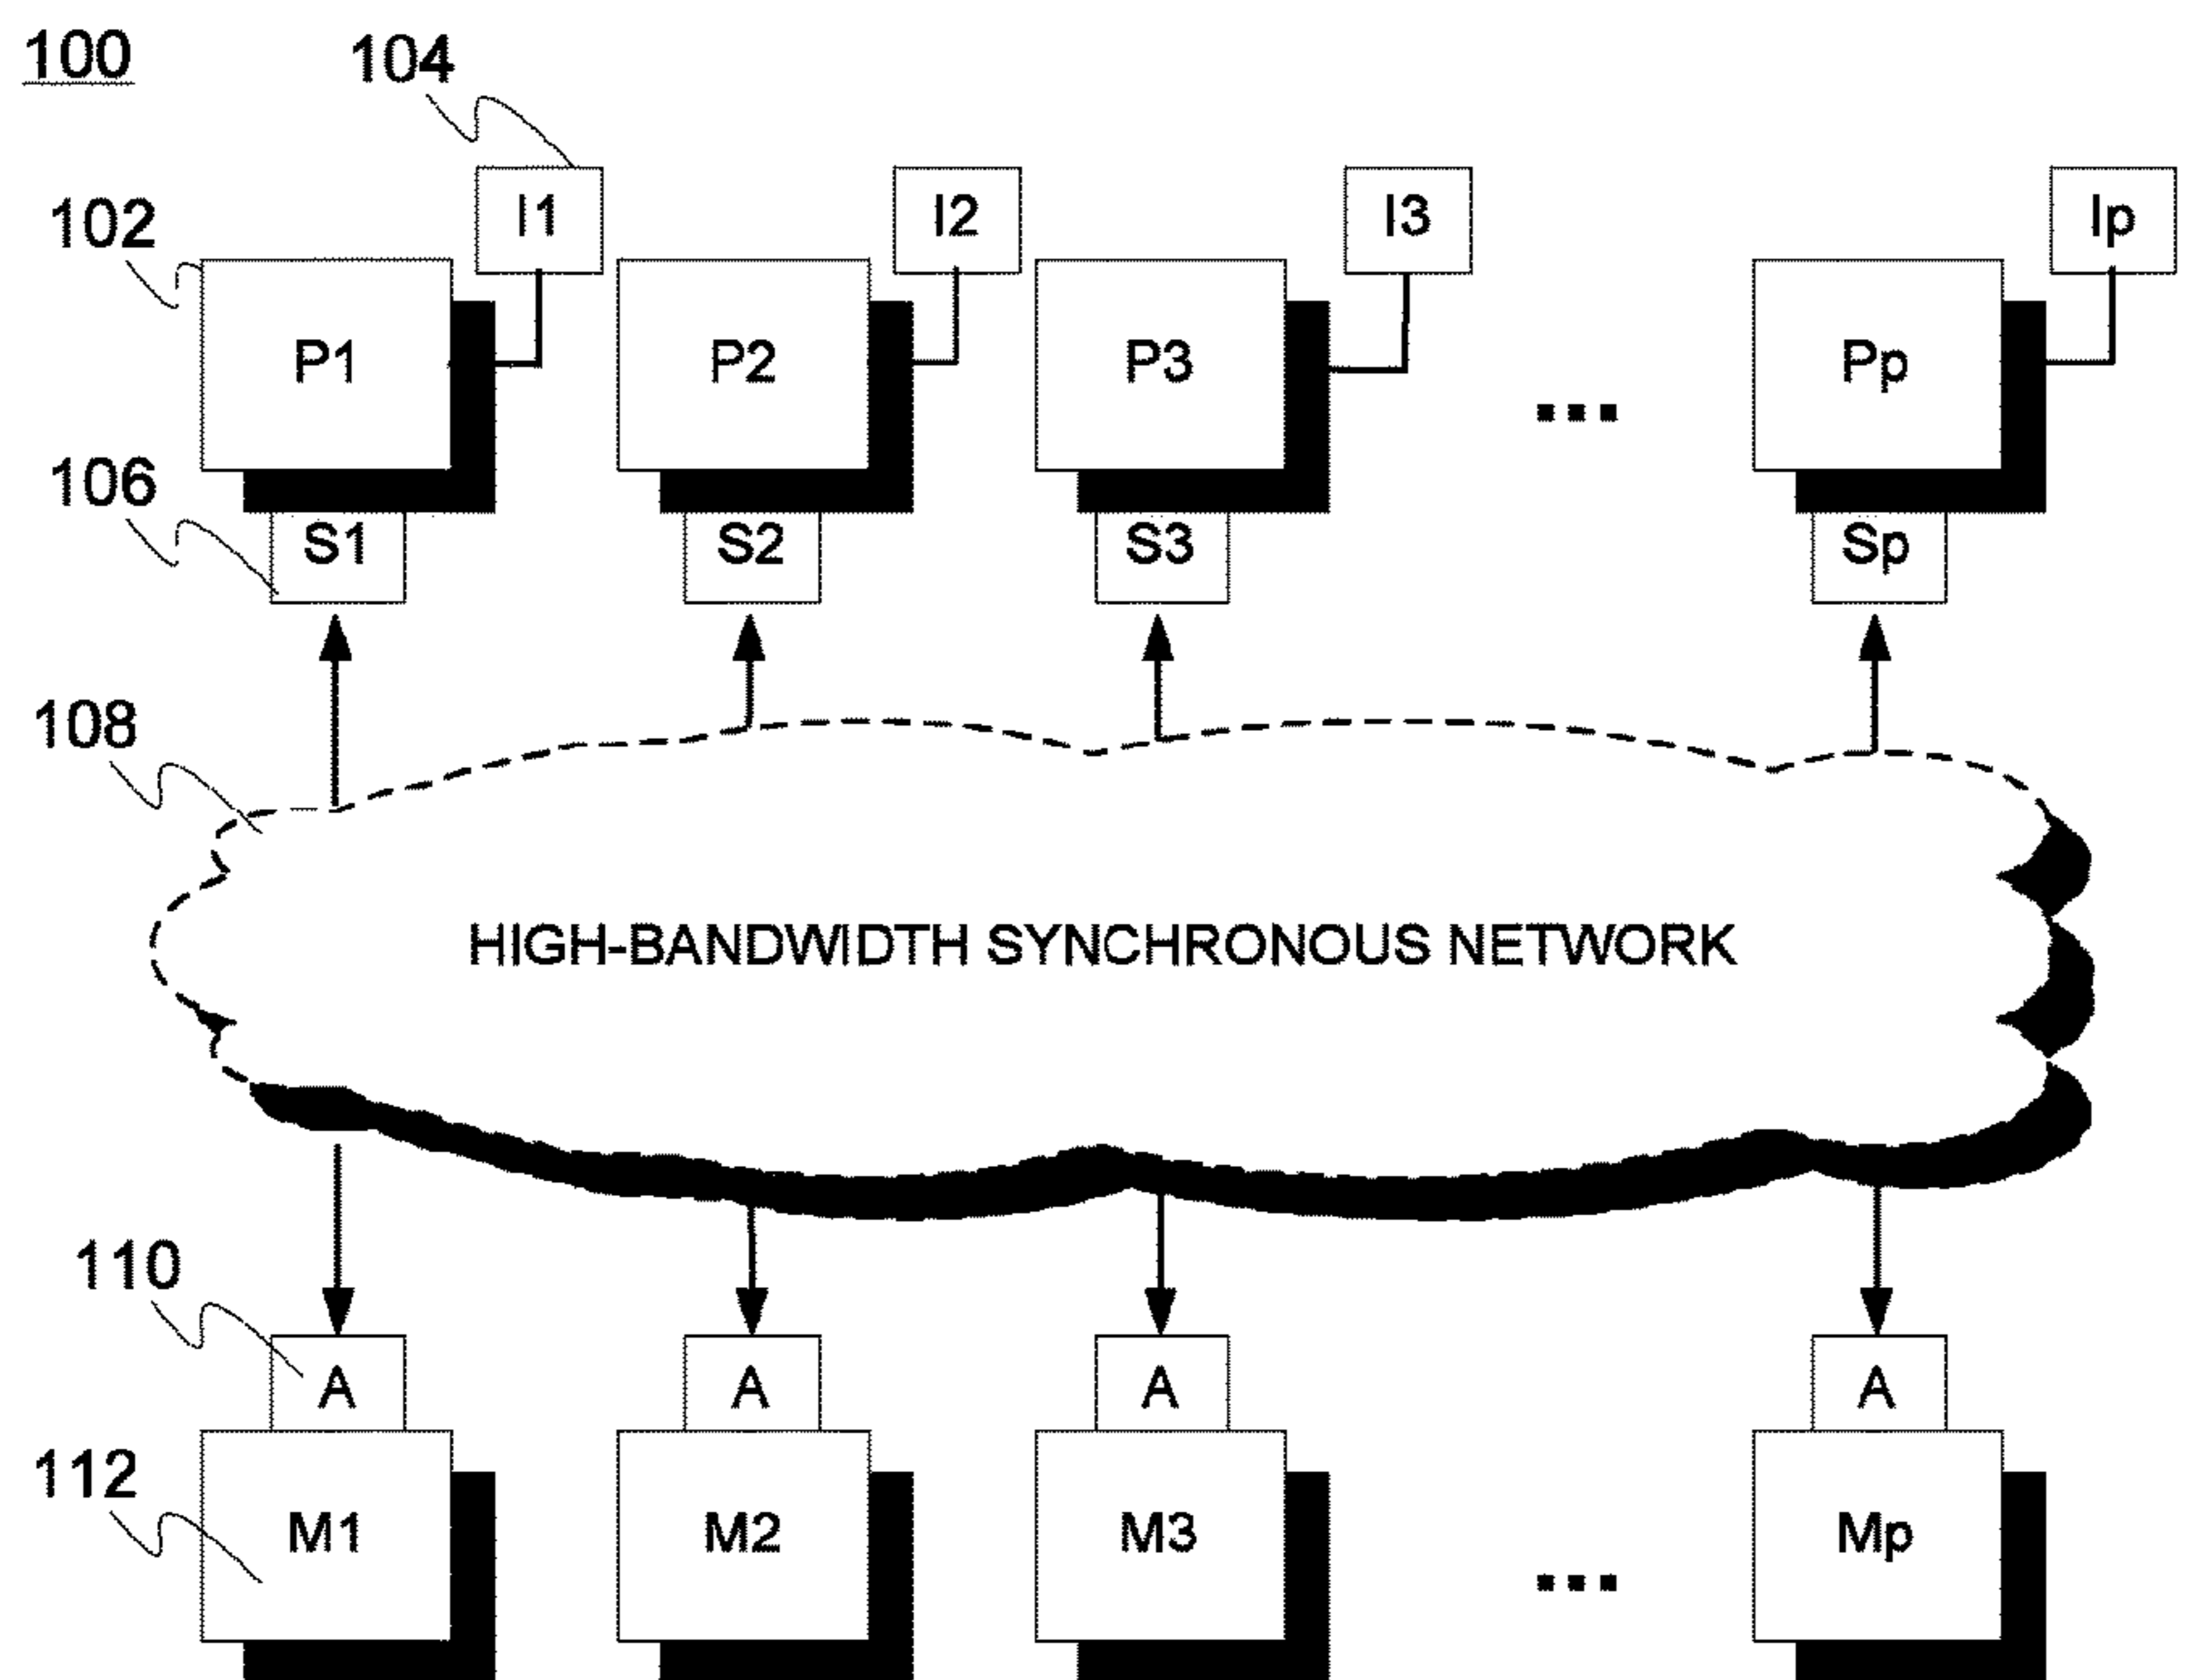 100
104
102
I1 I2 I3 Ip
P1 P2 P3 ... Pp
106
S1 S2 S3 Sp
108
HIGH-BANDWIDTH SYNCHRONOUS NETWORK
110
A A A A
112
M1 M2 M3 ... Mp